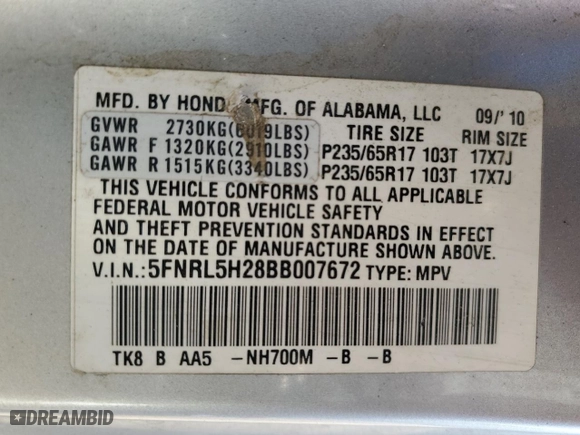 MFD. BY HONDA MFG. OF ALABAMA, LLC 09/'10
GVWR 2730KG(6019LBS) TIRE SIZE RIM SIZE
GAWR F 1320KG(2910LBS) P235/65R17 103T 17X7J
GAWR R 1515KG(3340LBS) P235/65R17 103T 17X7J
THIS VEHICLE CONFORMS TO ALL APPLICABLE
FEDERAL MOTOR VEHICLE SAFETY
AND THEFT PREVENTION STANDARDS IN EFFECT
ON THE DATE OF MANUFACTURE SHOWN ABOVE.
V.I.N.: 5FNRL5H28BB007672 TYPE: MPV
TK8 B AA5 -NH700M -B -B
DREAMBID